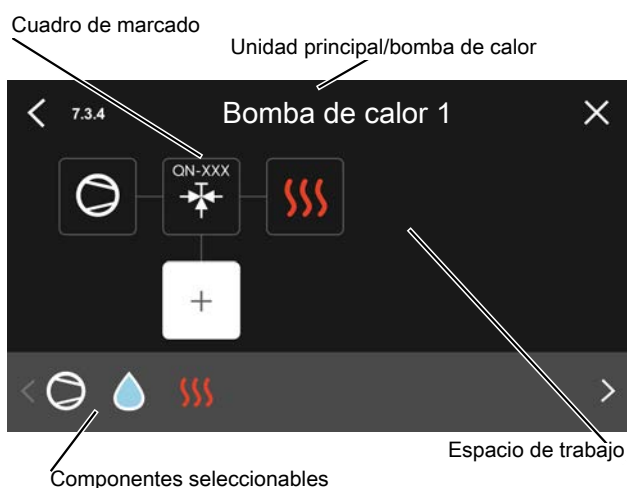 Cuadro de marcado
Unidad principal/bomba de calor
7.3.4
Bomba de calor 1
QN-XXX
Espacio de trabajo
Componentes seleccionables